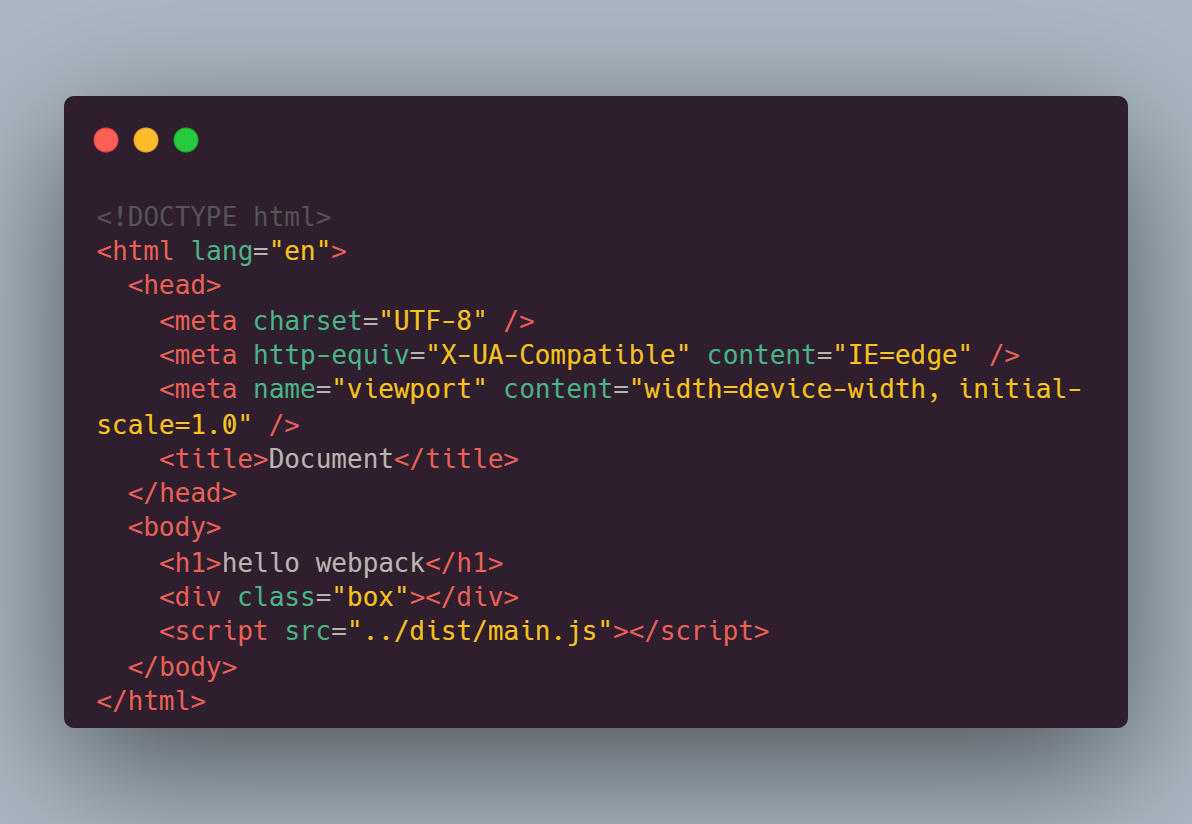 <!DOCTYPE html>
<html lang="en">
  <head>
    <meta charset="UTF-8" />
    <meta http-equiv="X-UA-Compatible" content="IE=edge" />
    <meta name="viewport" content="width=device-width, initial-
scale=1.0" />
    <title>Document</title>
  </head>
  <body>
    <h1>hello webpack</h1>
    <div class="box"></div>
    <script src="../dist/main.js"></script>
  </body>
</html>